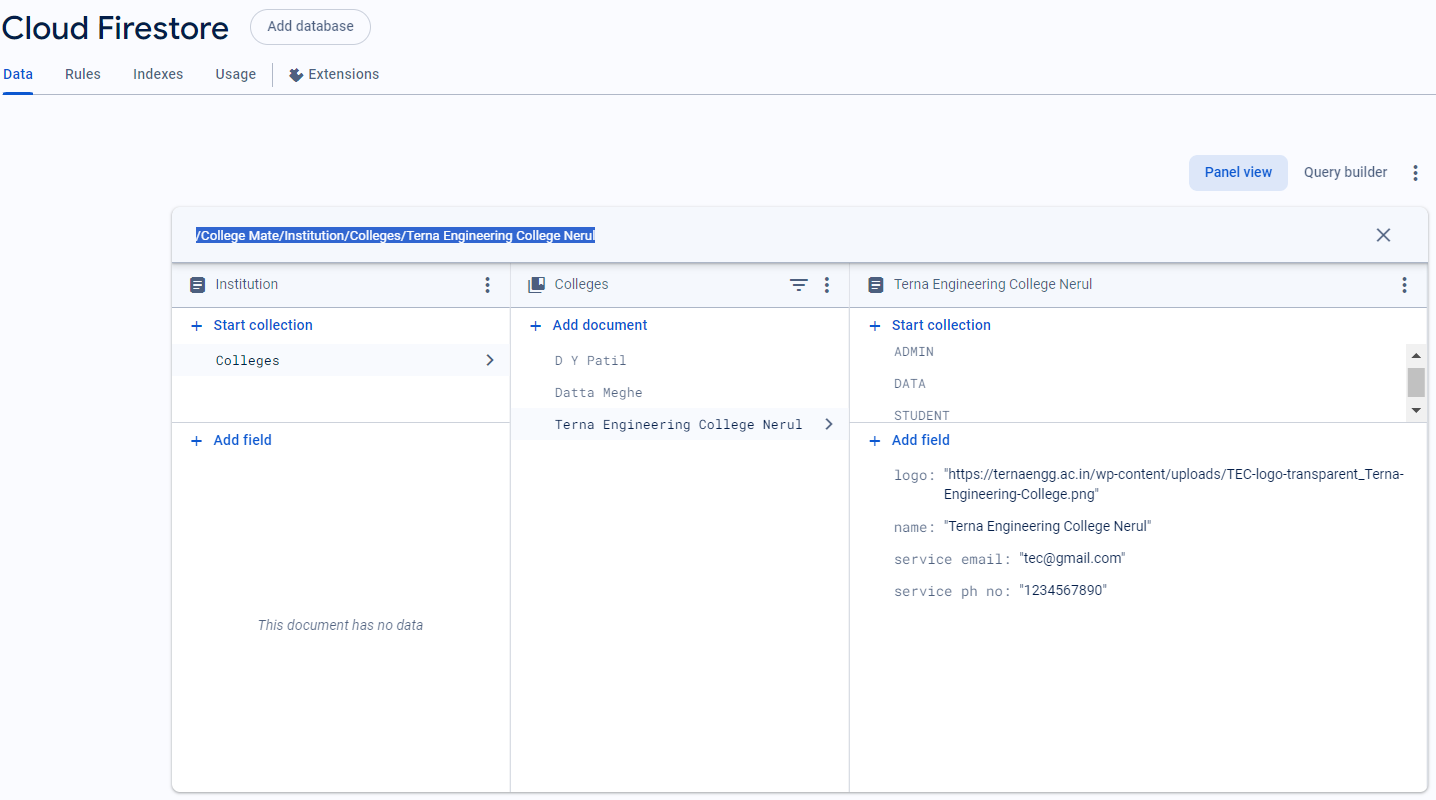 Cloud Firestore
Add database
Data
Rules
Indexes
Usage
Extensions
Panel view
Query builder
/College Mate/Institution/Colleges/Terna Engineering College Nerul
Institution
Colleges
Terna Engineering College Nerul
+ Start collection
+ Add document
+ Start collection
Colleges
D Y Patil
Datta Meghe
Terna Engineering College Nerul
ADMIN
DATA
STUDENT
+ Add field
This document has no data
+ Add field
logo: "https://ternaengg.ac.in/wp-content/uploads/TEC-logo-transparent_Terna-
Engineering-College.png"
name: "Terna Engineering College Nerul"
service email: "tec@gmail.com"
service ph no: "1234567890"